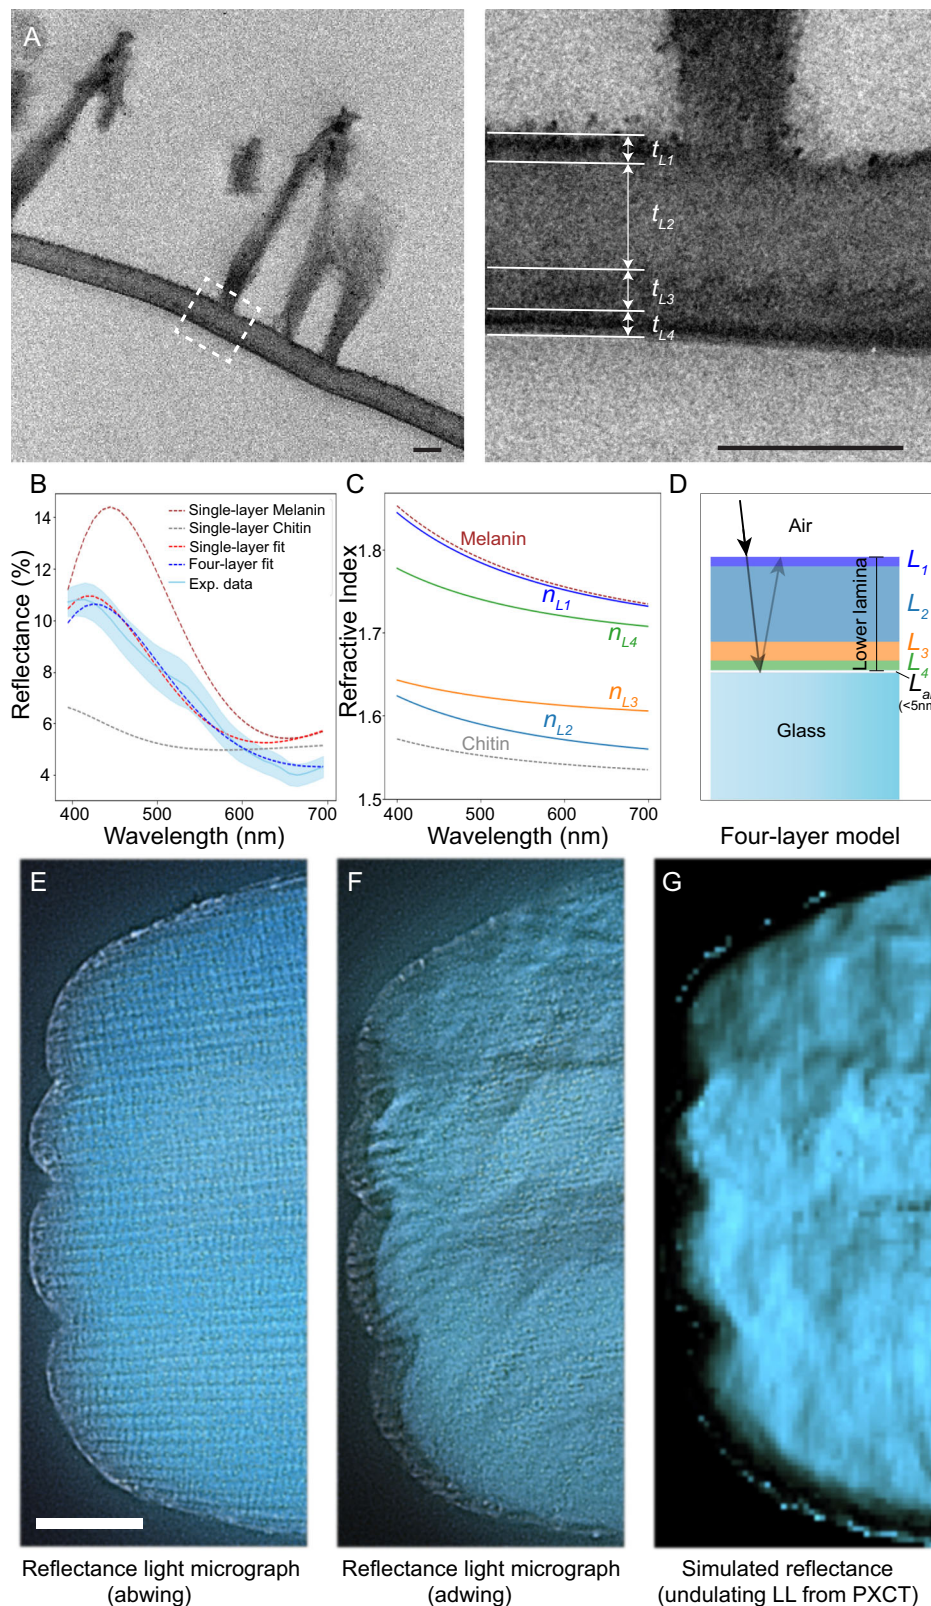 A
t_L1
t_L2
t_L3
t_L4
B
Reflectance (%)
14
12
10
8
6
4
400 500 600 700
Wavelength (nm)
Single-layer Melanin
Single-layer Chitin
Single-layer fit
Four-layer fit
Exp. data
C
Refractive Index
1.8
1.7
1.6
1.5
400 500 600 700
Wavelength (nm)
Melanin
n_L1
n_L4
n_L3
n_L2
Chitin
D
Air
Lower lamina
L_1
L_2
L_3
L_4
(<5nm
Glass
Four-layer model
E
F
G
Reflectance light micrograph
(abwing)
Reflectance light micrograph
(adwing)
Simulated reflectance
(undulating LL from PXCT)